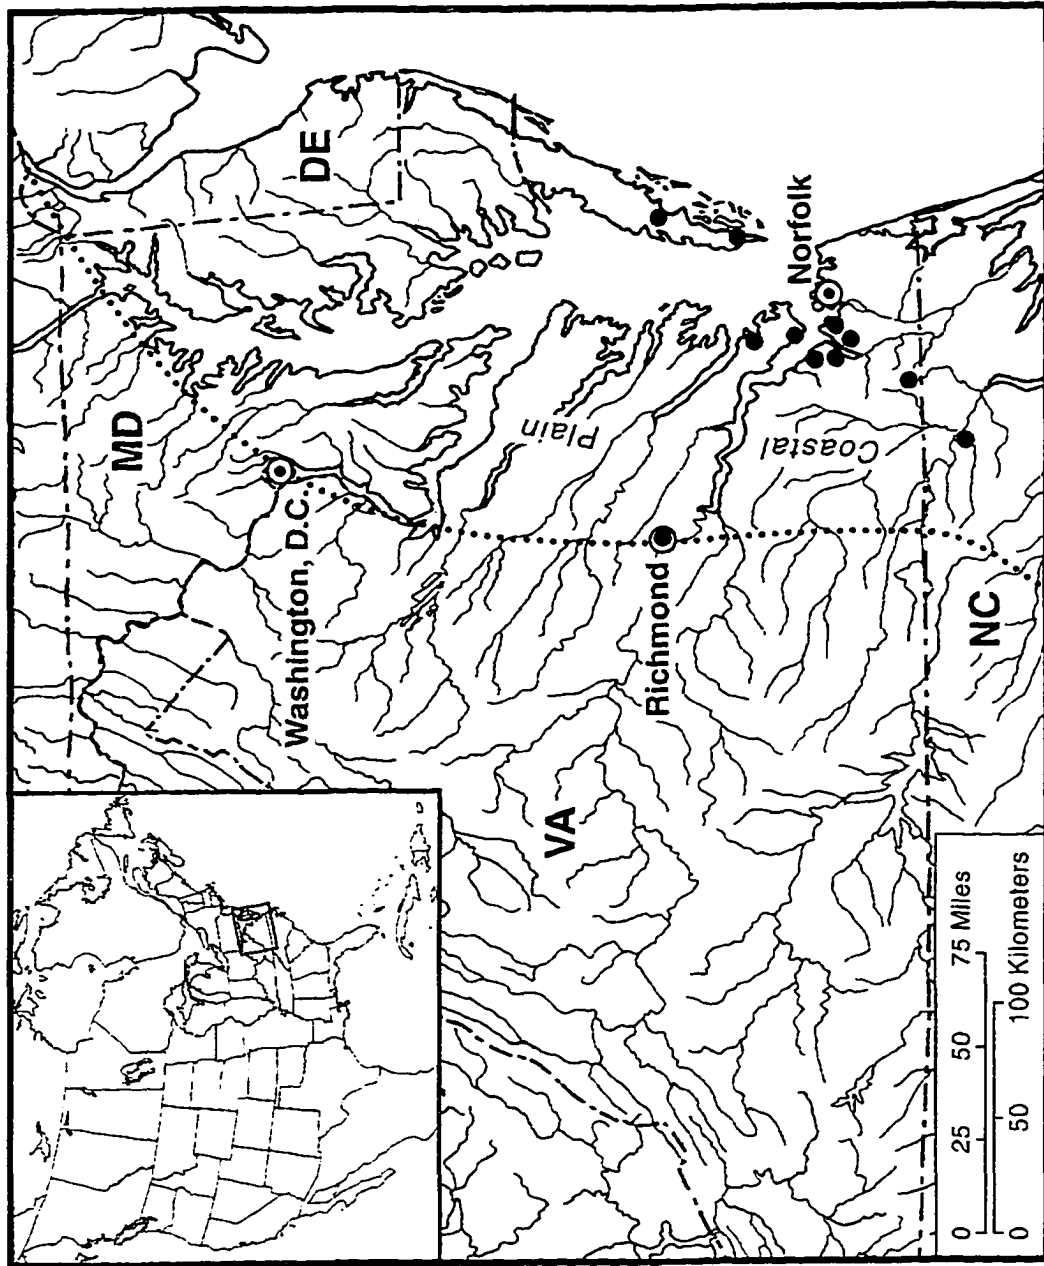 MD
DE
Washington, D.C.
VA
Richmond
Plain
Coastal
Norfolk
NC
0 25 50 75 Miles
0 50 100 Kilometers